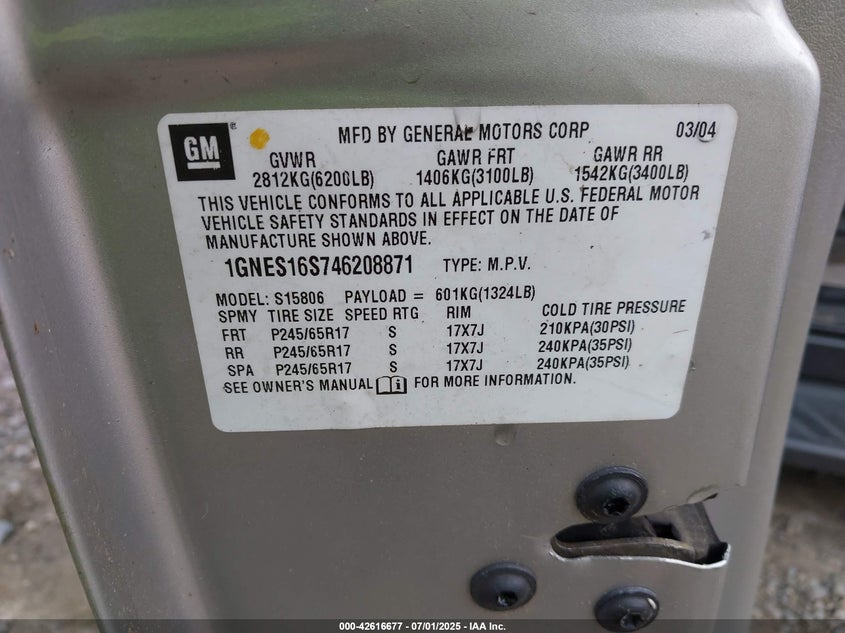 GM ® MFD BY GENERAL MOTORS CORP 03/04
GVWR GAWR FRT GAWR RR
2812KG(6200LB) 1406KG(3100LB) 1542KG(3400LB)
THIS VEHICLE CONFORMS TO ALL APPLICABLE U.S. FEDERAL MOTOR
VEHICLE SAFETY STANDARDS IN EFFECT ON THE DATE OF
MANUFACTURE SHOWN ABOVE.
1GNES16S746208871 TYPE: M.P.V.
MODEL: S15806 PAYLOAD = 601KG(1324LB)
SPMY TIRE SIZE SPEED RTG RIM COLD TIRE PRESSURE
FRT P245/65R17 S 17X7J 210KPA(30PSI)
RR P245/65R17 S 17X7J 240KPA(35PSI)
SPA P245/65R17 S 17X7J 240KPA(35PSI)
SEE OWNER'S MANUAL FOR MORE INFORMATION.
000-42616677 - 07/01/2025 - IAA Inc.